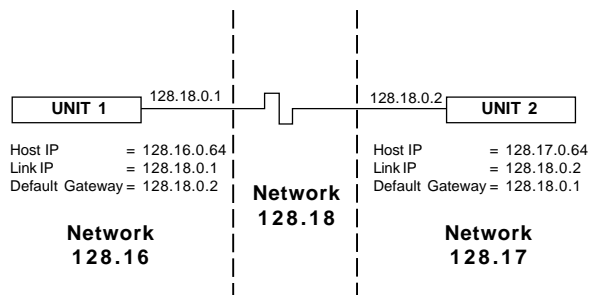 128.18.0.1
128.18.0.2
UNIT 1
UNIT 2
Host IP = 128.16.0.64
Link IP = 128.18.0.1
Default Gateway = 128.18.0.2
Host IP = 128.17.0.64
Link IP = 128.18.0.2
Default Gateway = 128.18.0.1
Network
128.18
Network
128.16
Network
128.17